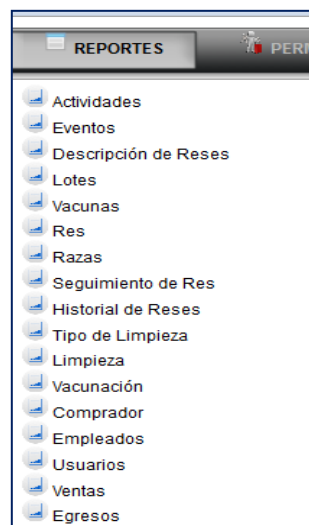 REPORTES PERM
Actividades
Eventos
Descripción de Reses
Lotes
Vacunas
Res
Razas
Seguimiento de Res
Historial de Reses
Tipo de Limpieza
Limpieza
Vacunación
Comprador
Empleados
Usuarios
Ventas
Egresos